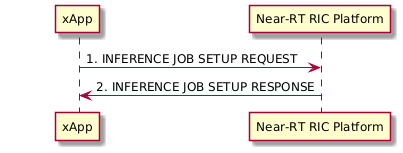 xApp Near-RT RIC Platform
1. INFERENCE JOB SETUP REQUEST
2. INFERENCE JOB SETUP RESPONSE
xApp Near-RT RIC Platform